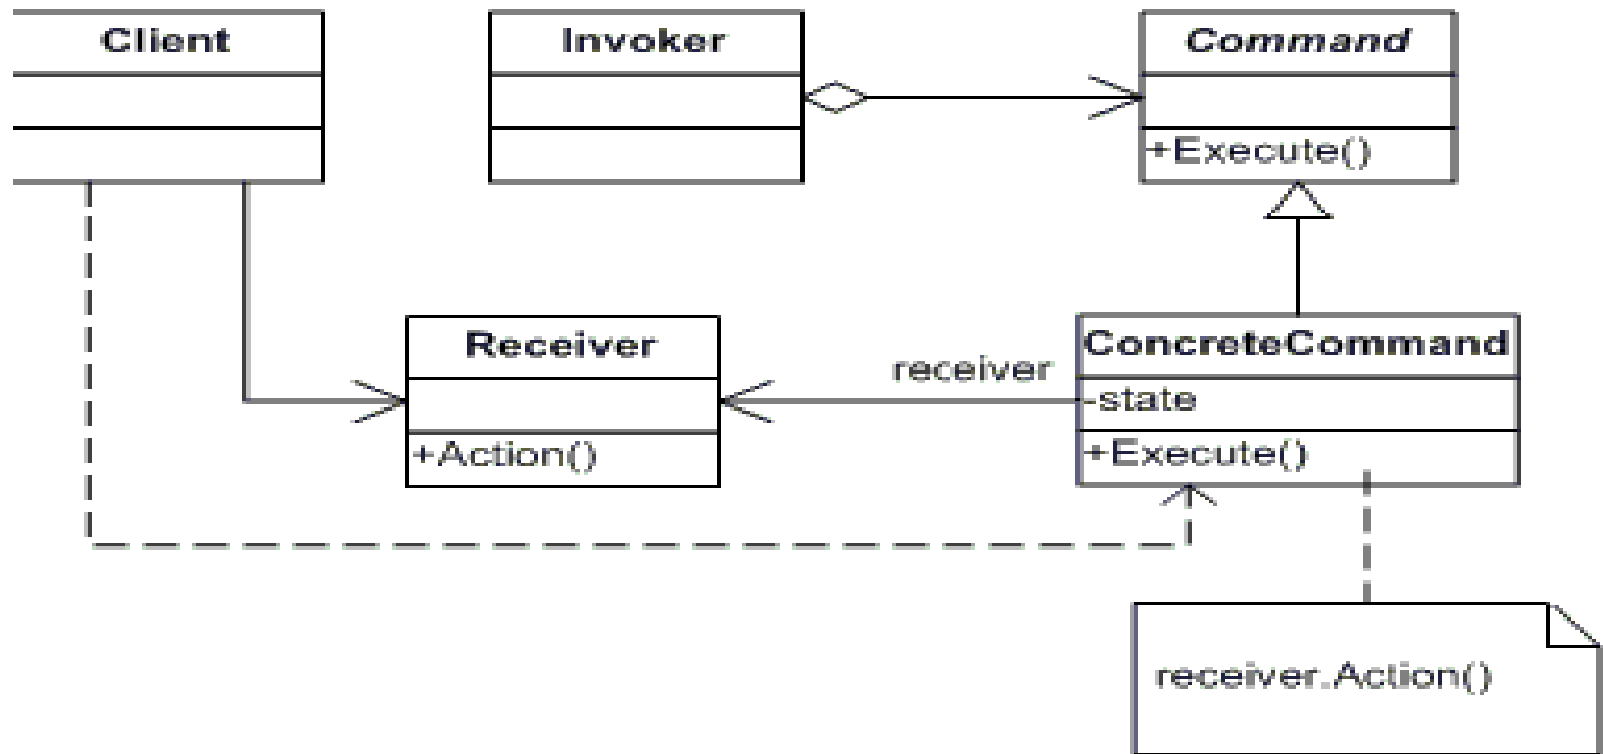 Client
Invoker
Command
+Execute()
Receiver
+Action()
receiver
ConcreteCommand
-state
+Execute()
receiver.Action()